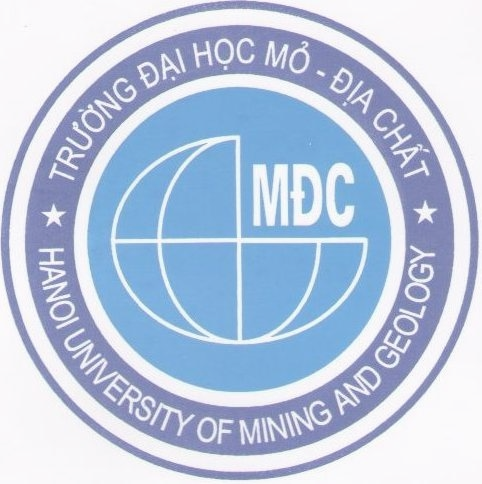 TRƯỜNG ĐẠI HỌC MỎ - ĐỊA CHẤT
MĐC
HANOI UNIVERSITY OF MINING AND GEOLOGY